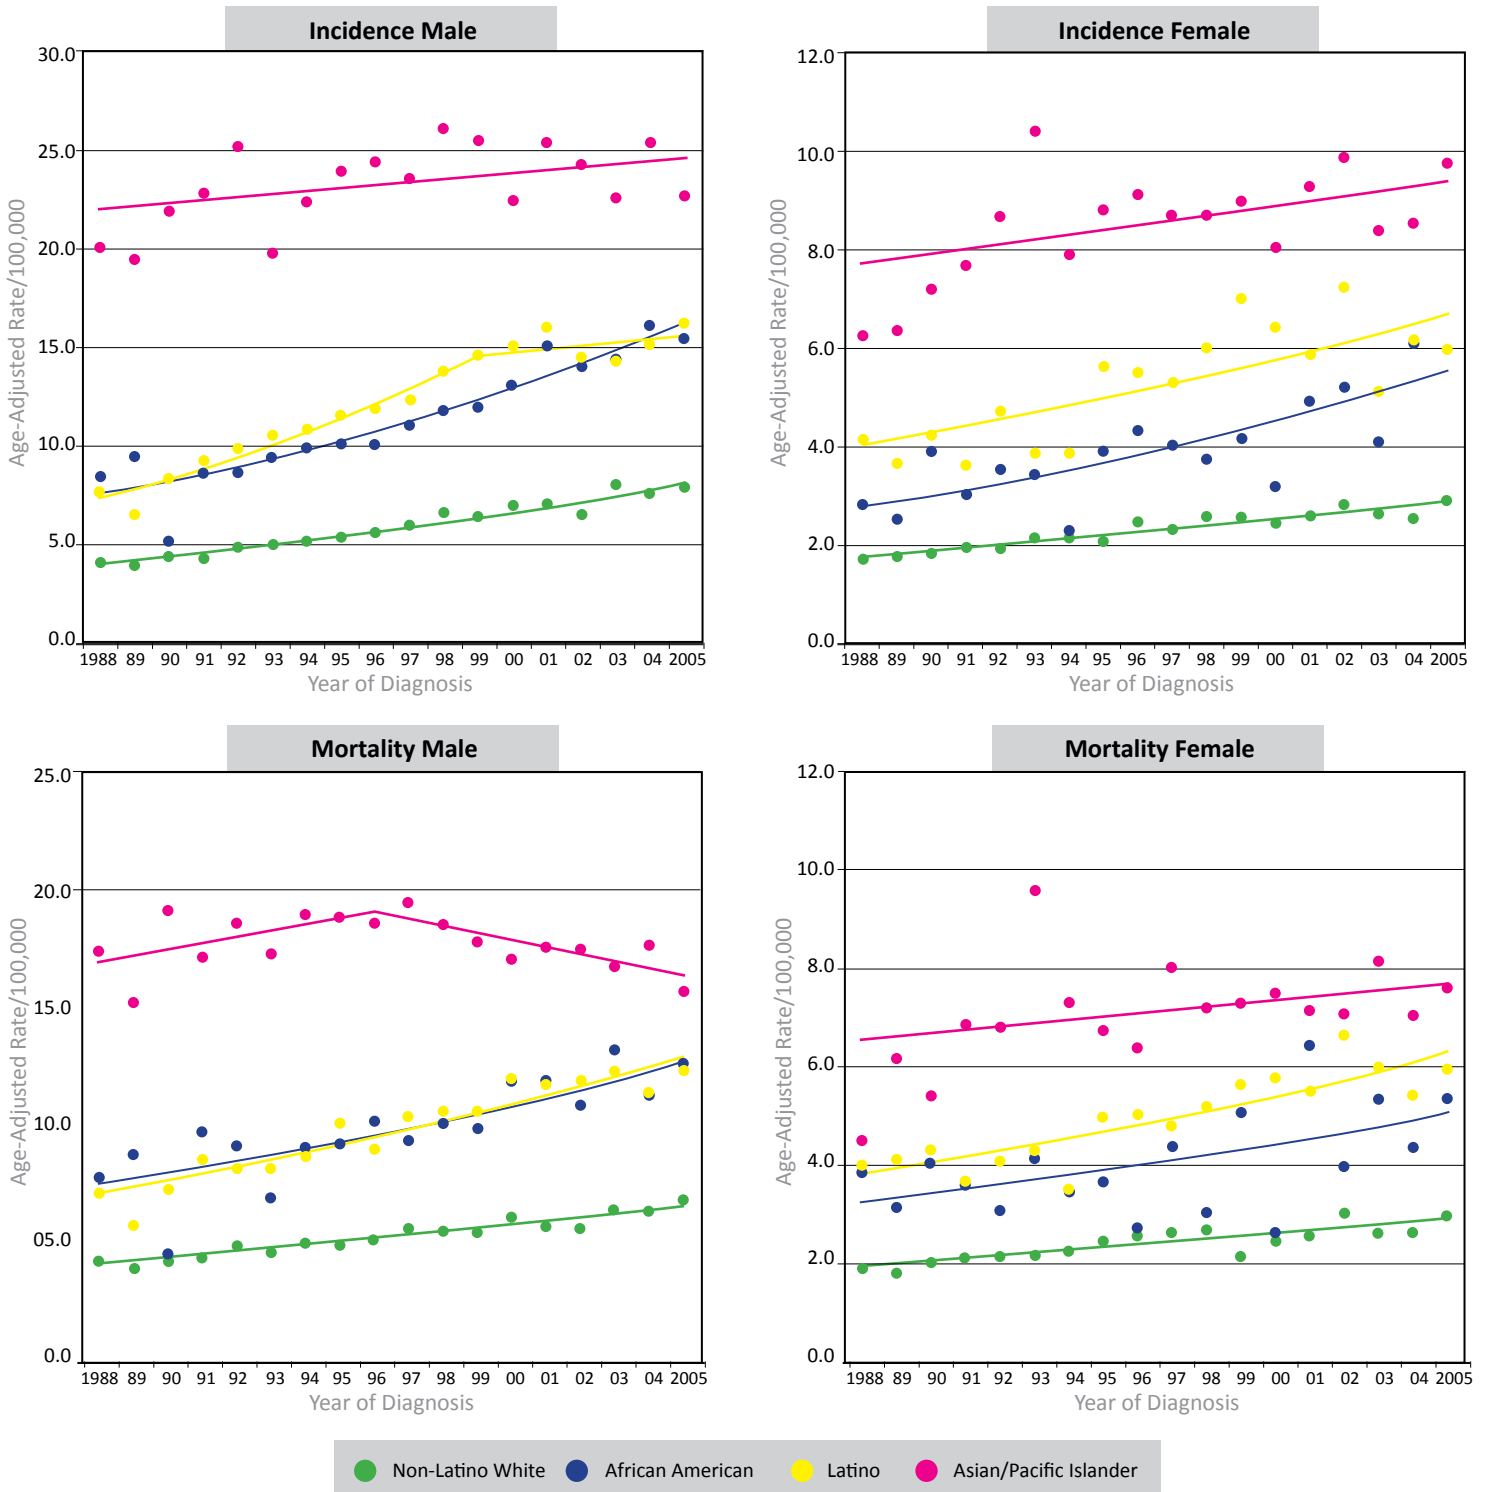 Incidence Male
Age-Adjusted Rate/100,000
30.0
25.0
20.0
15.0
10.0
5.0
0.0
1988 89 90 91 92 93 94 95 96 97 98 99 00 01 02 03 04 2005
Year of Diagnosis
Incidence Female
Age-Adjusted Rate/100,000
12.0
10.0
8.0
6.0
4.0
2.0
0.0
1988 89 90 91 92 93 94 95 96 97 98 99 00 01 02 03 04 2005
Year of Diagnosis
Mortality Male
Age-Adjusted Rate/100,000
25.0
20.0
15.0
10.0
05.0
0.0
1988 89 90 91 92 93 94 95 96 97 98 99 00 01 02 03 04 2005
Year of Diagnosis
Mortality Female
Age-Adjusted Rate/100,000
12.0
10.0
8.0
6.0
4.0
2.0
0.0
1988 89 90 91 92 93 94 95 96 97 98 99 00 01 02 03 04 2005
Year of Diagnosis
Non-Latino White African American Latino Asian/Pacific Islander